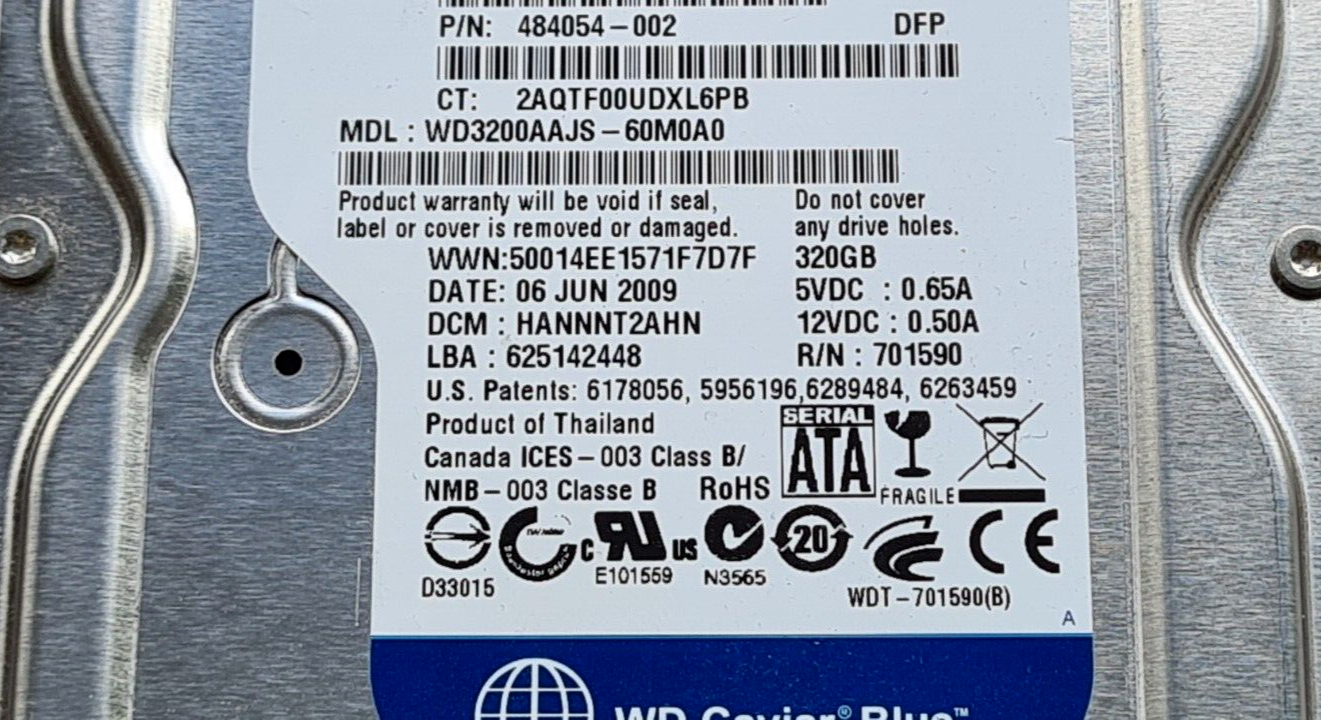 P/N: 484054-002 DFP
CT: 2AQTF00UDXL6PB
MDL : WD3200AAJS-60M0A0
Product warranty will be void if seal,
label or cover is removed or damaged.
Do not cover
any drive holes.
WWN:50014EE1571F7D7F 320GB
DATE: 06 JUN 2009 5VDC : 0.65A
DCM : HANNNT2AHN 12VDC : 0.50A
LBA : 625142448 R/N : 701590
U.S. Patents: 6178056, 5956196,6289484, 6263459
Product of Thailand
Canada ICES-003 Class B/
NMB-003 Classe B RoHS
SERIAL
ATA
FRAGILE
C US 20 CE
D33015 E101559 N3565
WDT-701590(B)
A
WD Caviar® Blue™